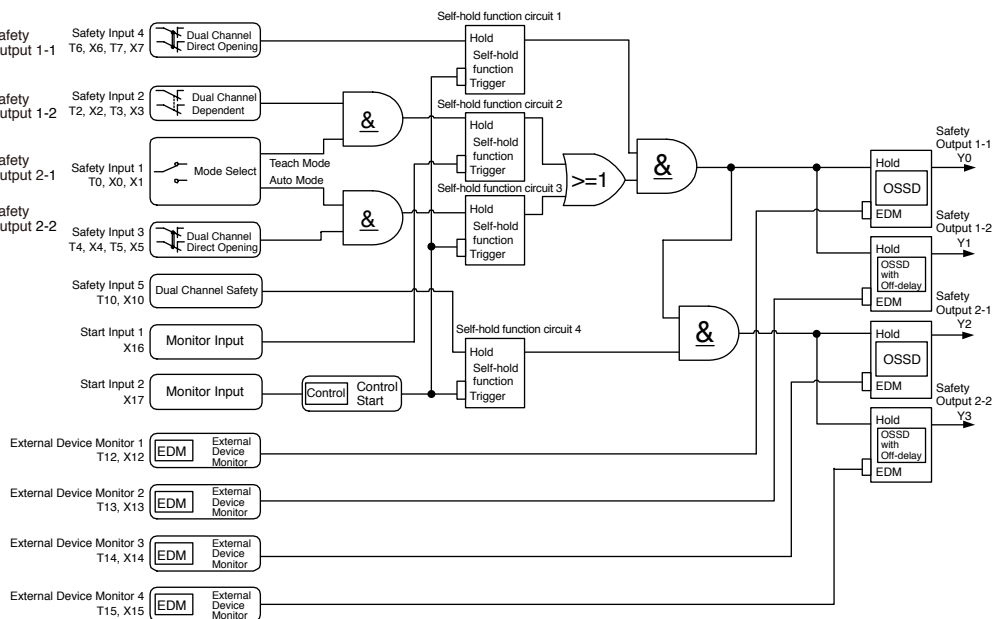 Self-hold function circuit 1
afety
utput 1-1
Safety Input 4
T6, X6, T7, X7
Dual Channel
Direct Opening
Hold
Self-hold
function
Trigger
afety
utput 1-2
Safety Input 2
T2, X2, T3, X3
Dual Channel
Dependent
&
Self-hold function circuit 2
Hold
Self-hold
function
Trigger
afety
utput 2-1
Safety Input 1
T0, X0, X1
Mode Select
Teach Mode
Auto Mode
>=1
&
Self-hold function circuit 3
Hold
Self-hold
function
Trigger
afety
utput 2-2
Safety Input 3
T4, X4, T5, X5
Dual Channel
Direct Opening
&
Safety Input 5
T10, X10
Dual Channel Safety
Start Input 1
X16
Monitor Input
Self-hold function circuit 4
Hold
Self-hold
function
Trigger
&
Start Input 2
X17
Monitor Input
Control
Control
Start
External Device Monitor 1
T12, X12
EDM
External
Device
Monitor
External Device Monitor 2
T13, X13
EDM
External
Device
Monitor
External Device Monitor 3
T14, X14
EDM
External
Device
Monitor
External Device Monitor 4
T15, X15
EDM
External
Device
Monitor
Safety
Output 1-1
Y0
Hold
OSSD
EDM
Safety
Output 1-2
Y1
Hold
OSSD
with
Off-delay
EDM
Safety
Output 2-1
Y2
Hold
OSSD
EDM
Safety
Output 2-2
Y3
Hold
OSSD
with
Off-delay
EDM